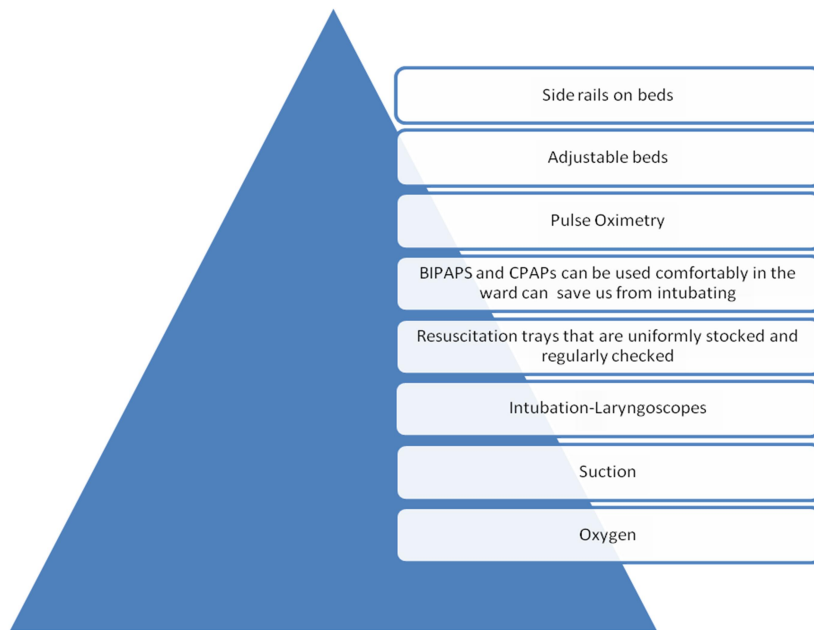 Side rails on beds
Adjustable beds
Pulse Oximetry
BIPAPS and CPAPs can be used comfortably in the
ward can  save us from intubating
Resuscitation trays that are uniformly stocked and
regularly checked
Intubation-Laryngoscopes
Suction
Oxygen